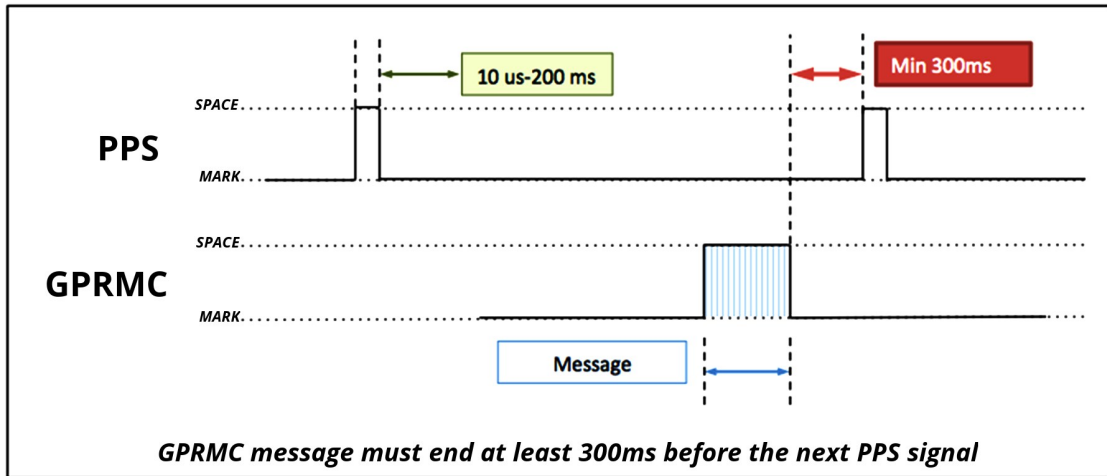 10 us-200 ms
Min 300ms
SPACE
PPS
MARK
SPACE
GPRMC
MARK
Message
GPRMC message must end at least 300ms before the next PPS signal